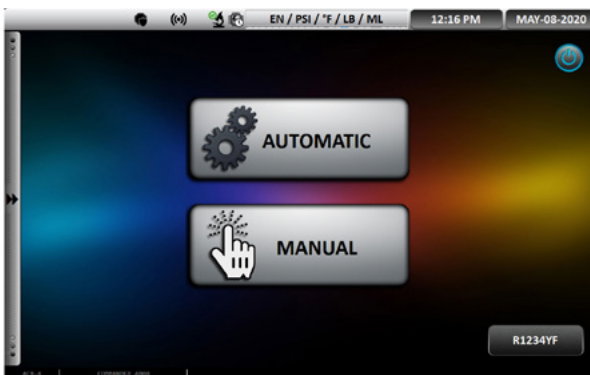 EN / PSI / °F / LB / ML
12:16 PM
MAY-08-2020
AUTOMATIC
MANUAL
R1234YF